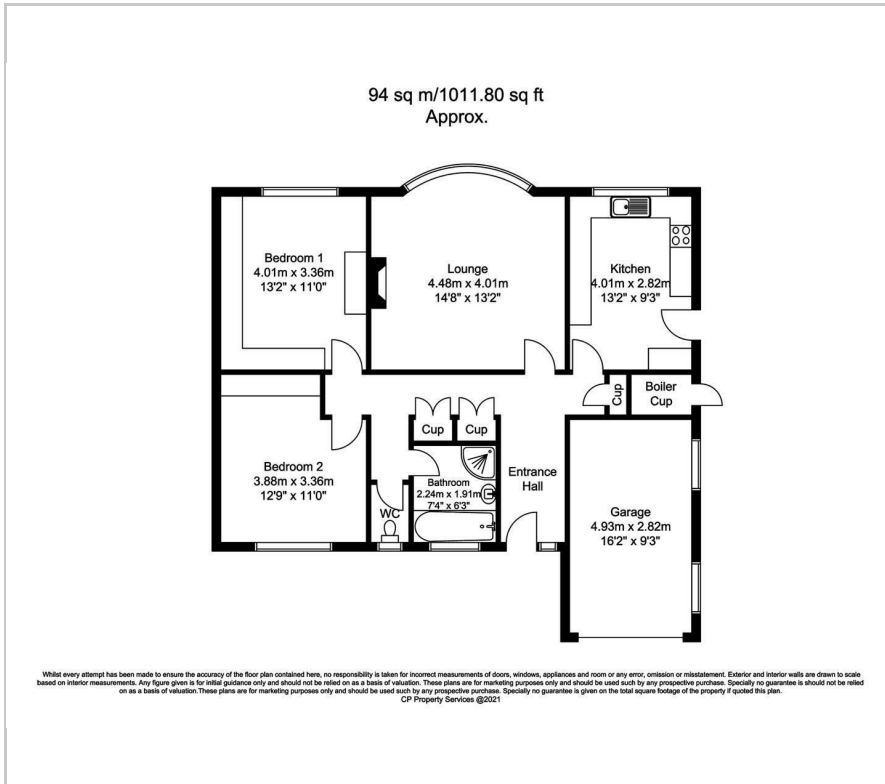 94 sq m/1011.80 sq ft
Approx.
Bedroom 1
4.01m x 3.36m
13'2" x 11'0"
Lounge
4.48m x 4.01m
14'8" x 13'2"
Kitchen
4.01m x 2.82m
13'2" x 9'3"
Cup
Boiler
Cup
Cup
Cup
Bedroom 2
3.88m x 3.36m
12'9" x 11'0"
Bathroom
2.24m x 1.91m
7'4" x 6'3"
WC
Entrance
Hall
Garage
4.93m x 2.82m
16'2" x 9'3"
Whilst every attempt has been made to ensure the accuracy of the floor plan contained here, no responsibility is taken for incorrect measurements of doors, windows, appliances and room or any error, omission or misstatement. Exterior and interior walls are drawn to scale
based on interior measurements. Any figure given is for initial guidance only and should not be relied on as a basis of valuation. These plans are for marketing purposes only and should be used such by any prospective purchase. Specially no guarantee is should not be relied
on as a basis of valuation.These plans are for marketing purposes only and should be used such by any prospective purchase. Specially no guarantee is given on the total square footage of the property if quoted this plan.
CP Property Services @2021